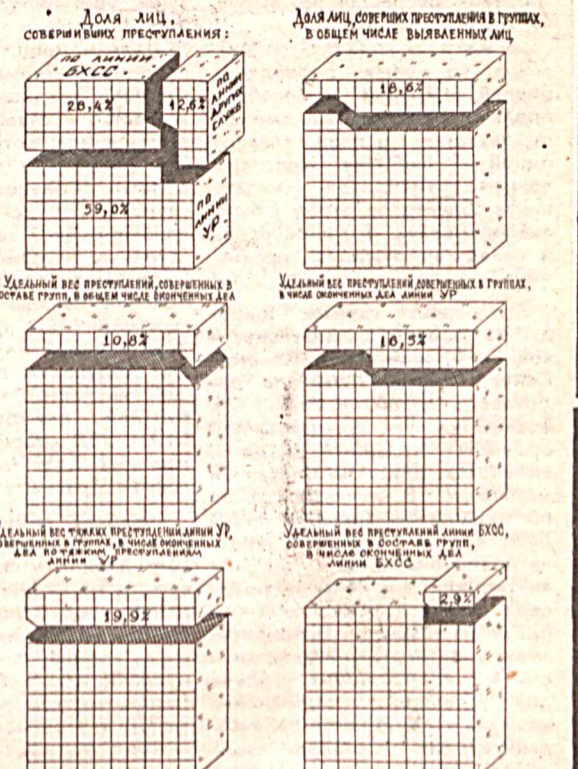 Доля лиц,
совершивших преступления:
по линии
БХСС
28,4%
12,6%
по
линии
других
служб
59,0%
по
линии
УР
Доля лиц, соверших преступления в группах,
в общем числе выявленных лиц
18,6%
Удельный вес преступлений, совершенных в
составе групп, в общем числе оконченных дел
10,8%
Удельный вес преступлений, совершенных в группах,
в числе оконченных дел линии УР
Удельный вес тяжких преступлений линии УР,
совершенных в группах, в числе оконченных
дел по тяжким преступлениям
линии УР
19,9%
Удельный вес преступлений линии БХСС,
совершенных в составе групп,
в числе оконченных дел
линии БХСС
2,9%